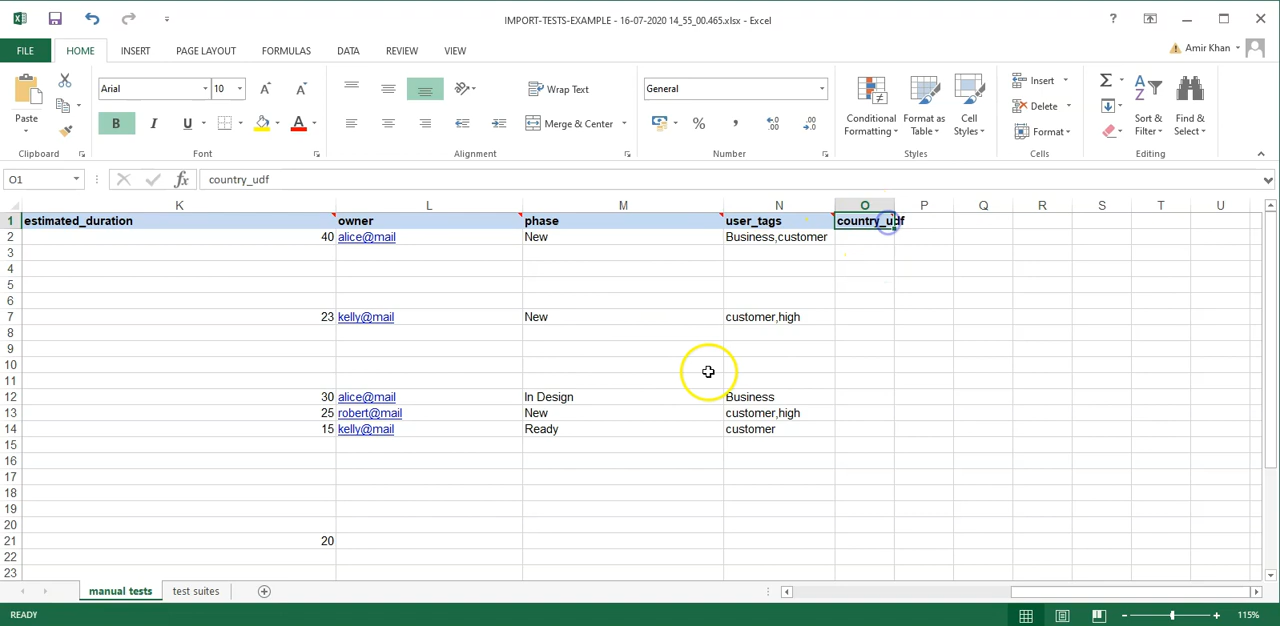 IMPORT-TESTS-EXAMPLE - 16-07-2020 14_55_00.465.xlsx - Excel
?
FILE HOME INSERT PAGE LAYOUT FORMULAS DATA REVIEW VIEW Amir Khan
Paste
Arial 10
B I U
Wrap Text
Merge & Center
General
%
Conditional Formatting
Format as Table
Cell Styles
Insert
Delete
Format
Sort & Filter
Find & Select
Clipboard Font Alignment Number Styles Cells Editing
O1 fx country_udf
K L M N O P Q R S T U
1 estimated_duration owner phase user_tags country_udf
2 40 alice@mail New Business,customer
3
4
5
6
7 23 kelly@mail New customer,high
8
9
10
11
12 30 alice@mail In Design Business
13 25 robert@mail New customer,high
14 15 kelly@mail Ready customer
15
16
17
18
19
20
21 20
22
23
manual tests test suites
READY 115%